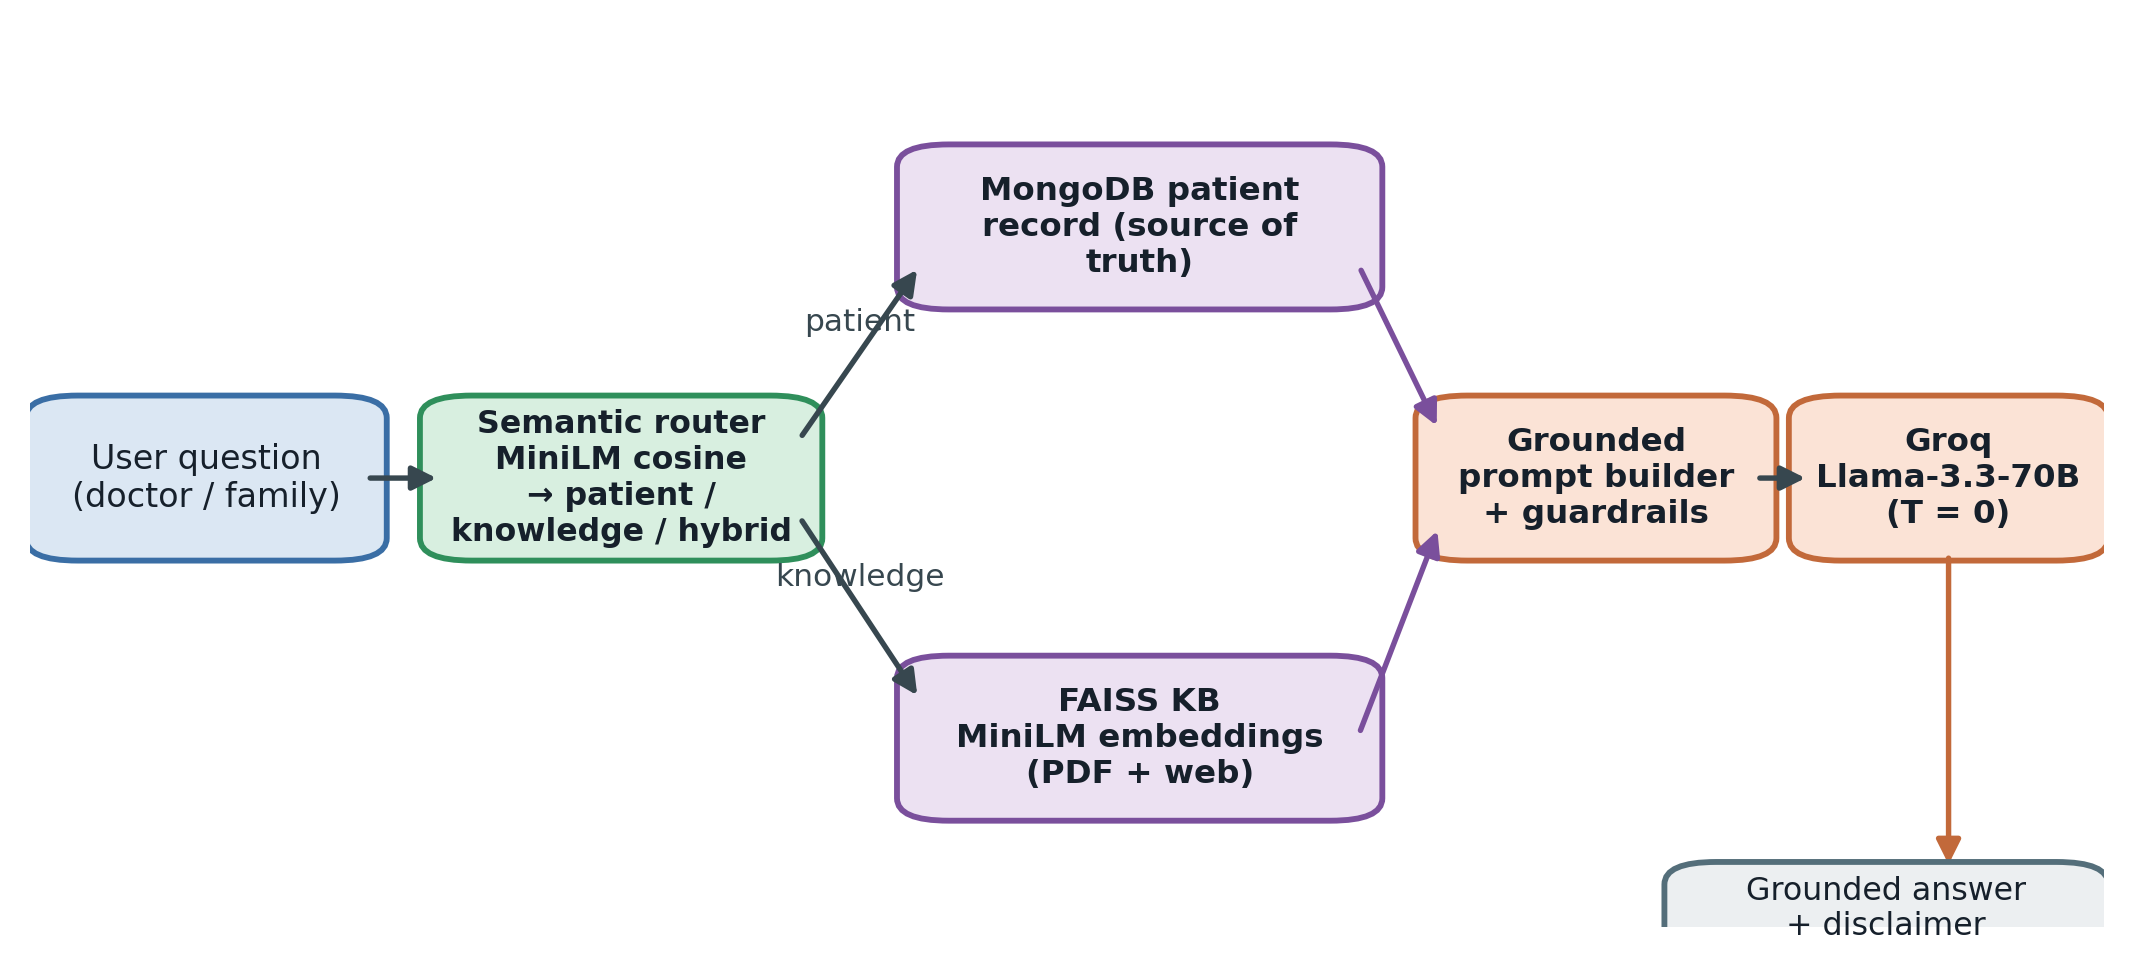 User question
(doctor / family)
Semantic router
MiniLM cosine
→ patient /
knowledge / hybrid
patient
knowledge
MongoDB patient
record (source of
truth)
FAISS KB
MiniLM embeddings
(PDF + web)
Grounded
prompt builder
+ guardrails
Groq
Llama-3.3-70B
(T = 0)
Grounded answer
+ disclaimer